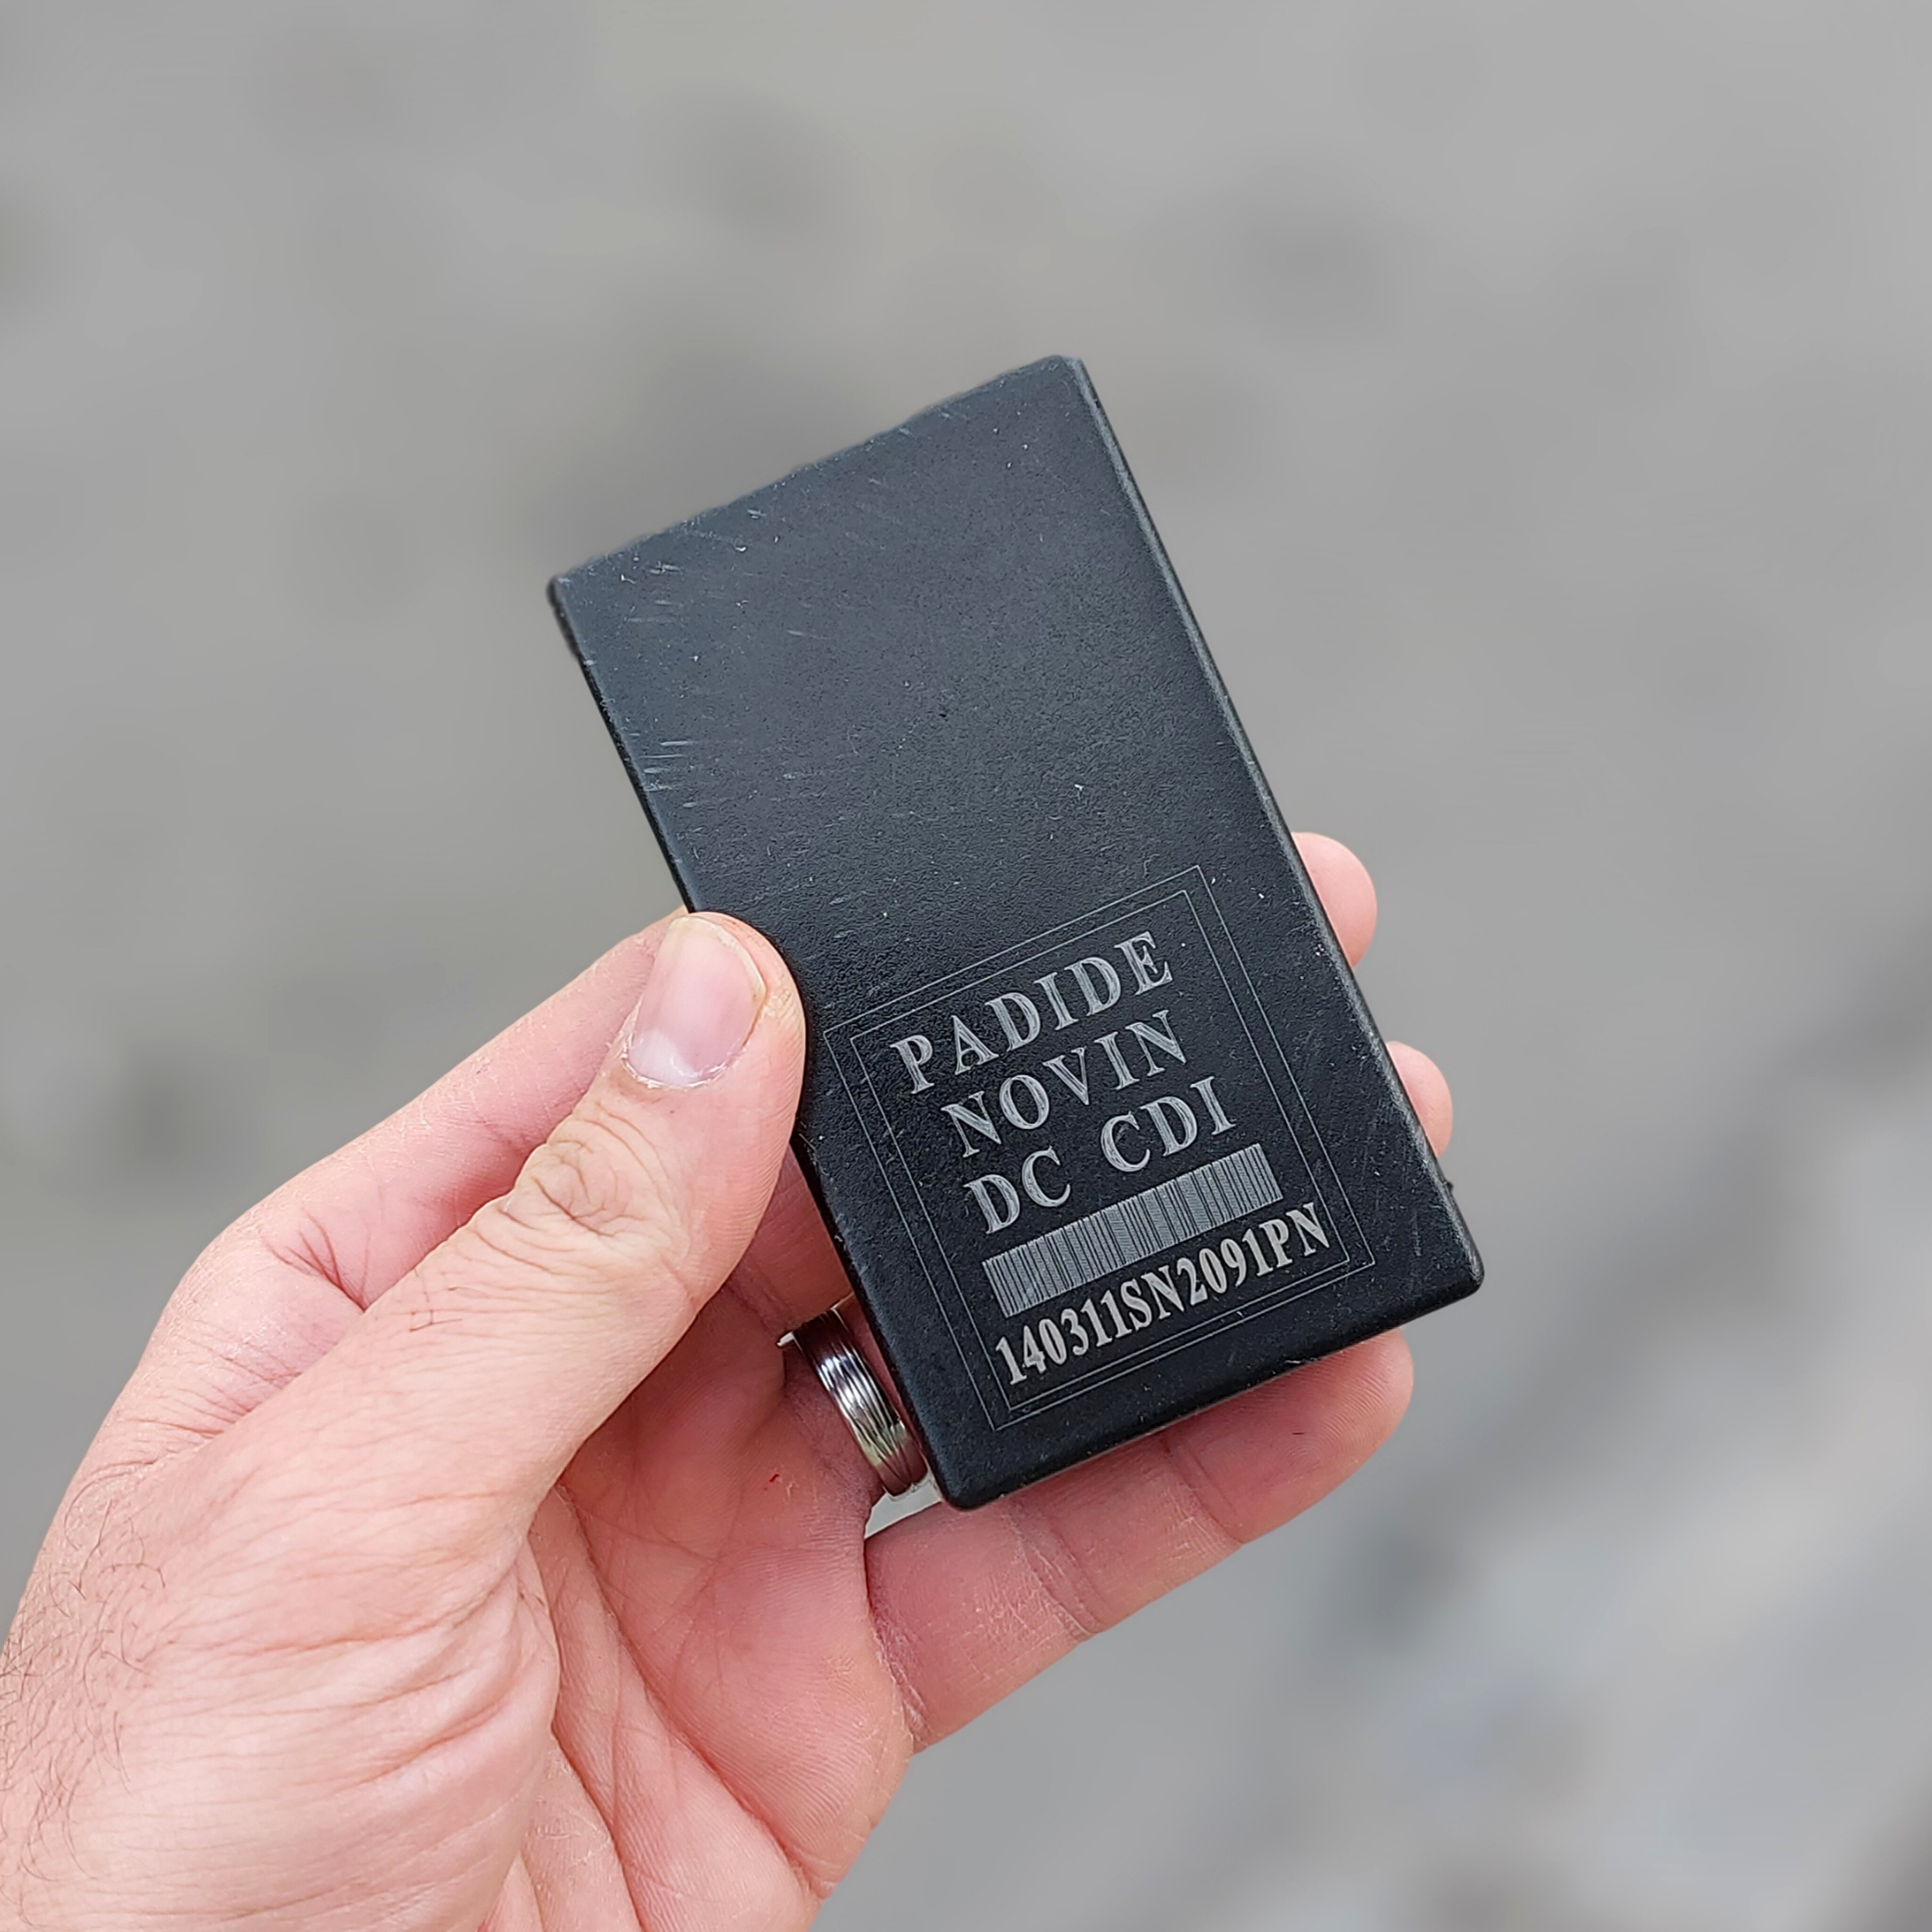 PADIDE
NOVIN
DC CDI
140311SN2091PN